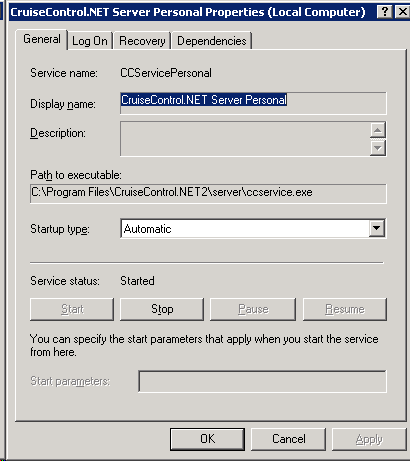 CruiseControl.NET Server Personal Properties (Local Computer)
General Log On Recovery Dependencies
Service name: CCServicePersonal
Display name: CruiseControl.NET Server Personal
Description:
Path to executable:
C:\Program Files\CruiseControl.NET2\server\ccservice.exe
Startup type: Automatic
Service status: Started
Start Stop Pause Resume
You can specify the start parameters that apply when you start the service
from here.
Start parameters:
OK Cancel Apply